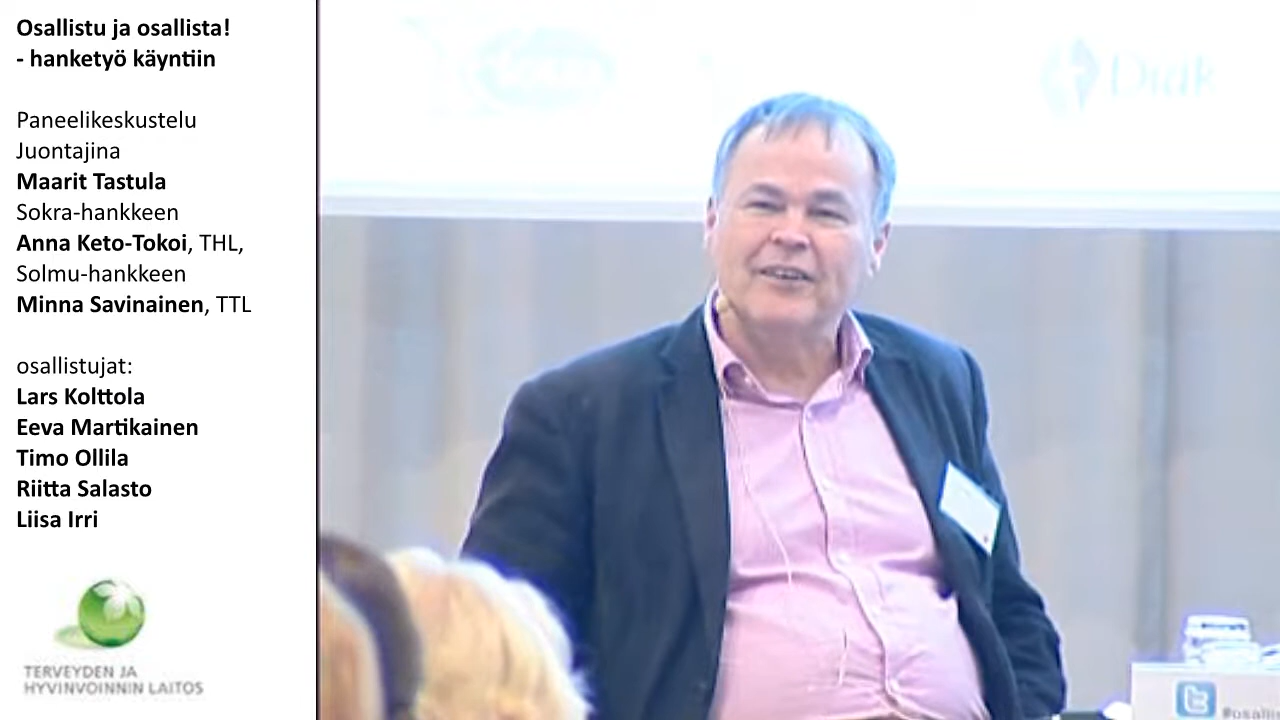 Osallistu ja osallista!
- hanketyö käyntiin
Paneelikeskustelu
Juontajina
Maarit Tastula
Sokra-hankkeen
Anna Keto-Tokoi, THL,
Solmu-hankkeen
Minna Savinainen, TTL
osallistujat:
Lars Kolttola
Eeva Martikainen
Timo Ollila
Riitta Salasto
Liisa Irri
TERVEYDEN JA
HYVINVOINNIN LAITOS
Diak